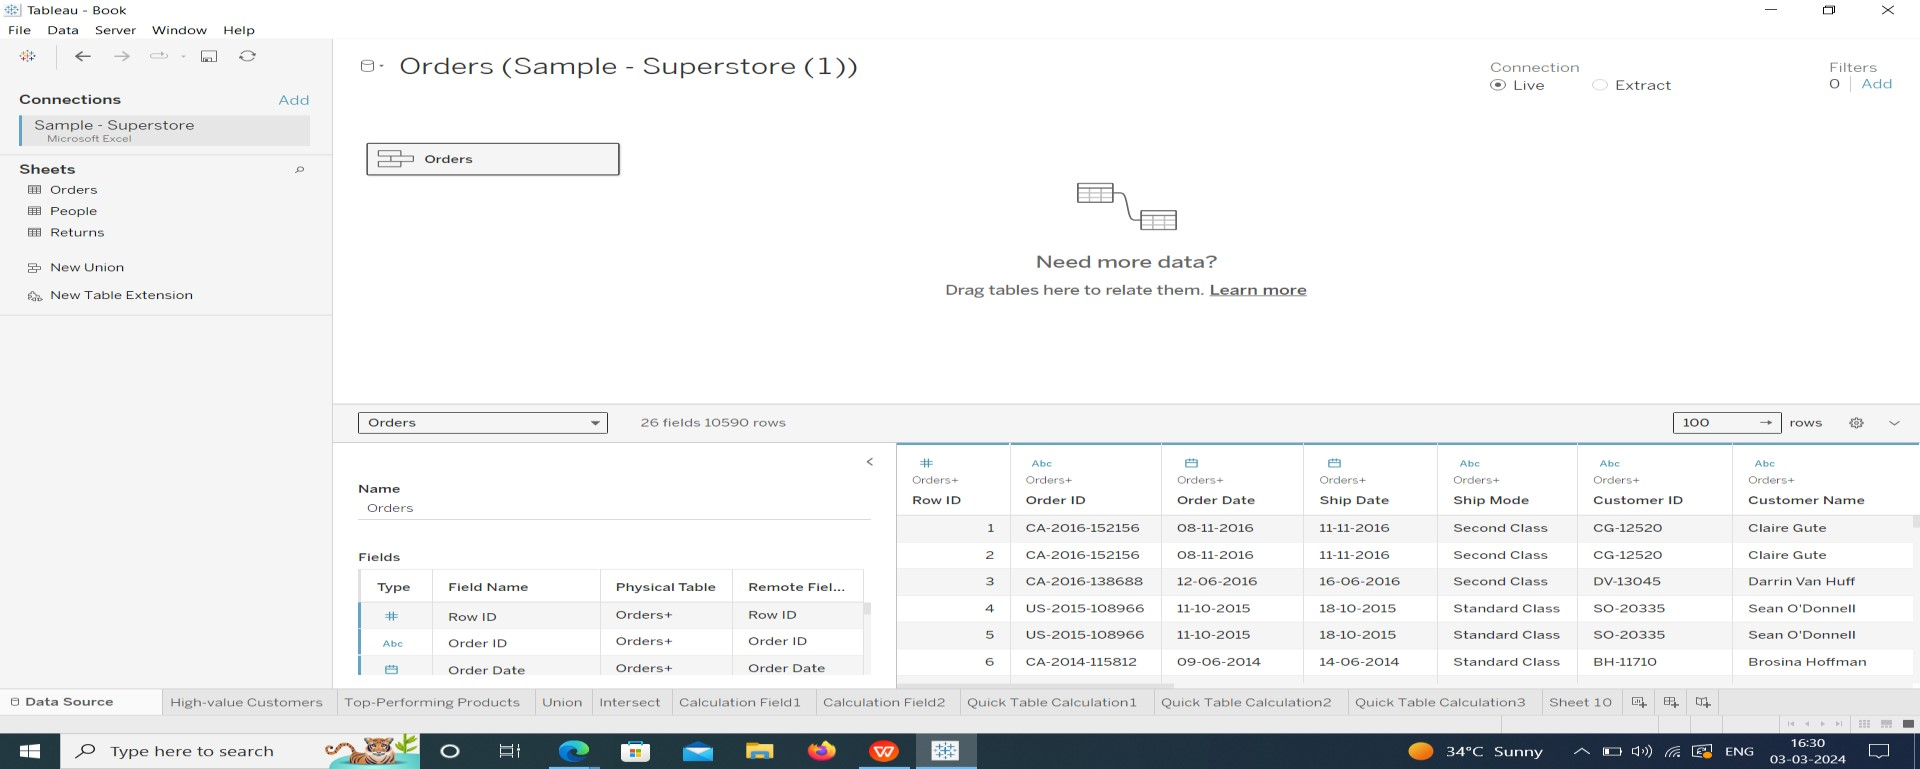 Tableau - Book
File Data Server Window Help
Connections Add
Sample - Superstore
Microsoft Excel
Sheets
Orders
People
Returns
New Union
New Table Extension
Orders (Sample - Superstore (1))
Connection
Live Extract
Filters
0 Add
Orders
Need more data?
Drag tables here to relate them. Learn more
Orders 26 fields 10590 rows 100 rows
Name
Orders
Fields
Type Field Name Physical Table Remote Fiel...
Row ID Orders+ Row ID
Abc Order ID Orders+ Order ID
Order Date Orders+ Order Date
Abc Abc Abc Abc
Orders+ Orders+ Orders+ Orders+ Orders+ Orders+ Orders+
Row ID Order ID Order Date Ship Date Ship Mode Customer ID Customer Name
1 CA-2016-152156 08-11-2016 11-11-2016 Second Class CG-12520 Claire Gute
2 CA-2016-152156 08-11-2016 11-11-2016 Second Class CG-12520 Claire Gute
3 CA-2016-138688 12-06-2016 16-06-2016 Second Class DV-13045 Darrin Van Huff
4 US-2015-108966 11-10-2015 18-10-2015 Standard Class SO-20335 Sean O'Donnell
5 US-2015-108966 11-10-2015 18-10-2015 Standard Class SO-20335 Sean O'Donnell
6 CA-2014-115812 09-06-2014 14-06-2014 Standard Class BH-11710 Brosina Hoffman
Data Source High-value Customers Top-Performing Products Union Intersect Calculation Field1 Calculation Field2 Quick Table Calculation1 Quick Table Calculation2 Quick Table Calculation3 Sheet 10
Type here to search 34°C Sunny ENG 16:30
03-03-2024